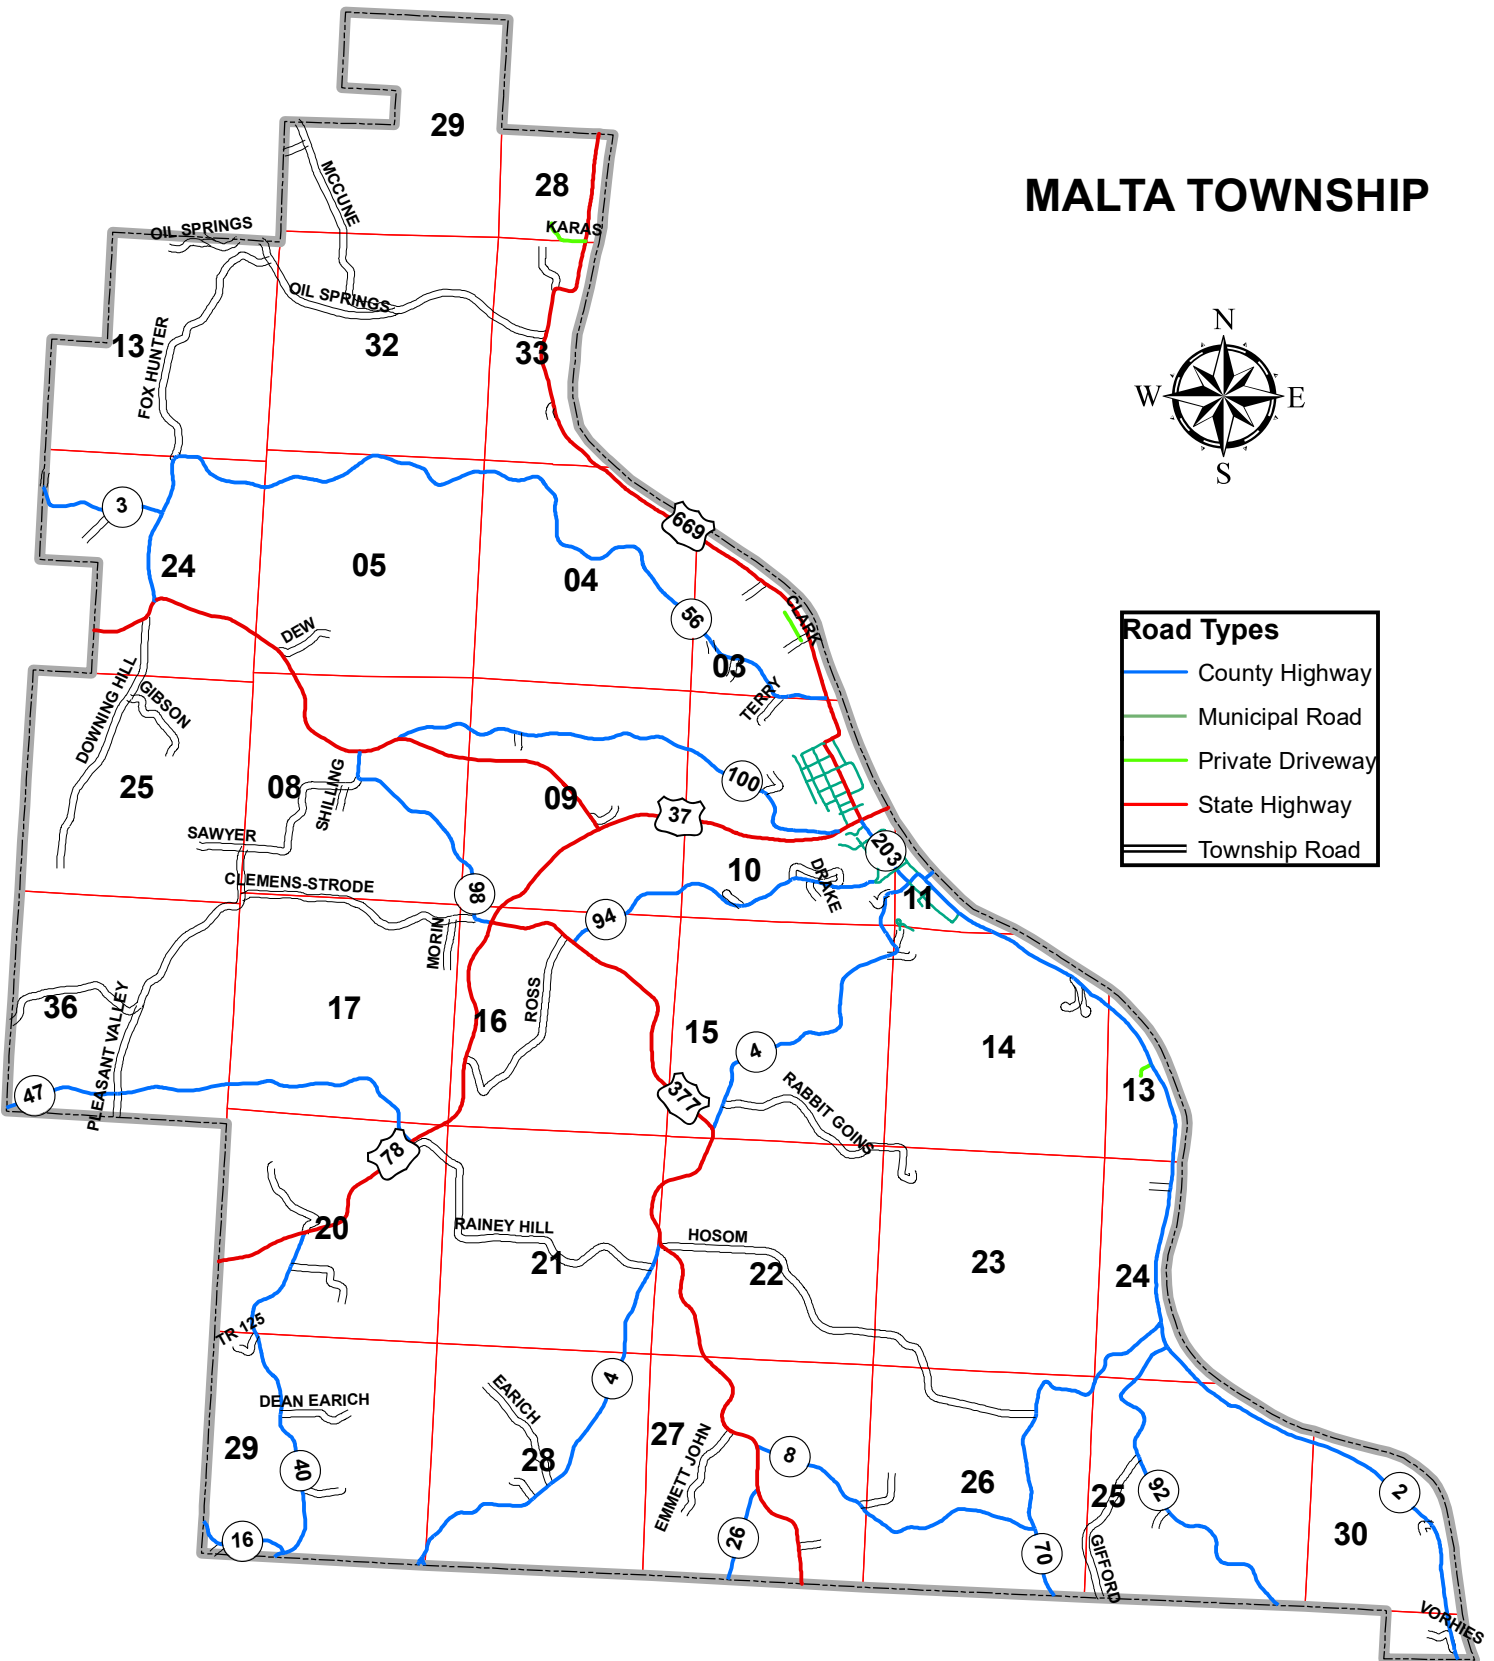 29
28
MCCUNE
MALTA TOWNSHIP
KARAS
OIL SPRINGS
OIL SPRINGS
N
W
E
S
13
FOX HUNTER
32
33
3
669
24
05
04
56
CLARK
DEW
03
Road Types
County Highway
Municipal Road
Private Driveway
State Highway
Township Road
DOWNING HILL
GIBSON
TERRY
25
08
SHILLING
09
100
37
SAWYER
203
10
DRAKE
CLEMENS-STRODE
98
94
11
MORIN
36
PLEASANT VALLEY
17
16
ROSS
15
4
14
13
47
377
RABBIT GOINS
78
20
RAINEY HILL
21
HOSOM
22
23
24
TR 125
DEAN EARICH
EARICH
4
29
40
28
27
EMMETT JOHN
8
26
25
92
2
16
26
70
GIFFORD
30
VORHIES